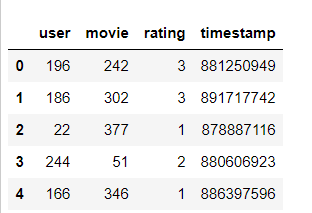 user movie rating timestamp
0 196 242 3 881250949
1 186 302 3 891717742
2 22 377 1 878887116
3 244 51 2 880606923
4 166 346 1 886397596